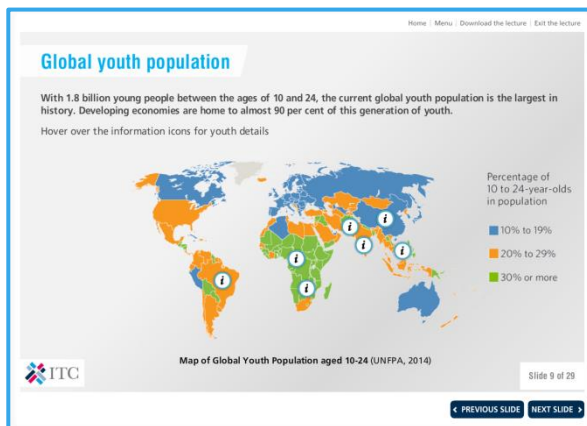 Home | Menu | Download the lecture | Exit the lecture
Global youth population
With 1.8 billion young people between the ages of 10 and 24, the current global youth population is the largest in
history. Developing economies are home to almost 90 per cent of this generation of youth.
Hover over the information icons for youth details
Percentage of
10 to 24-year-olds
in population
10% to 19%
20% to 29%
30% or more
i
i
i
i
i
i
i
Map of Global Youth Population aged 10-24 (UNFPA, 2014)
ITC
Slide 9 of 29
< PREVIOUS SLIDE
NEXT SLIDE >